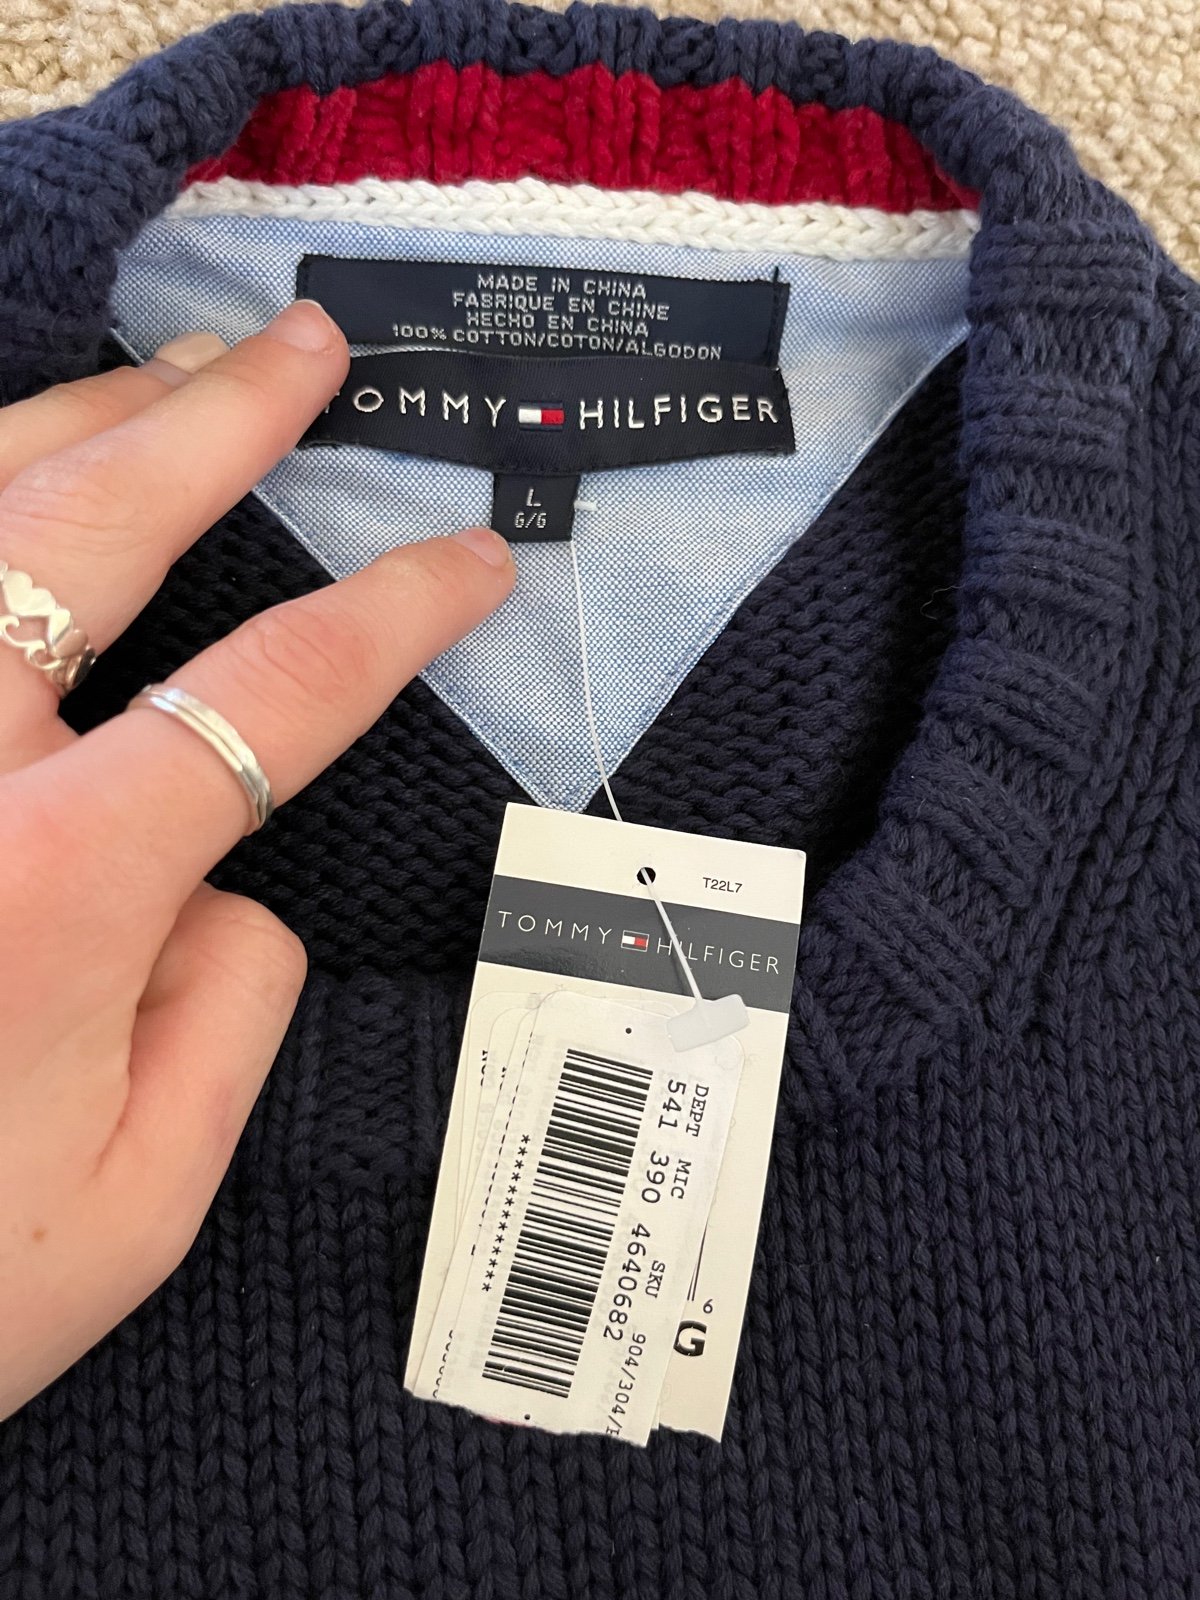 MADE IN CHINA
FABRIQUE EN CHINE
HECHO EN CHINA
100% COTTON/COTON/ALGODON
TOMMY HILFIGER
L
G/G
T22L7
TOMMY HILFIGER
DEPT MIC SKU
541 390 4640682 904/304/
************
G